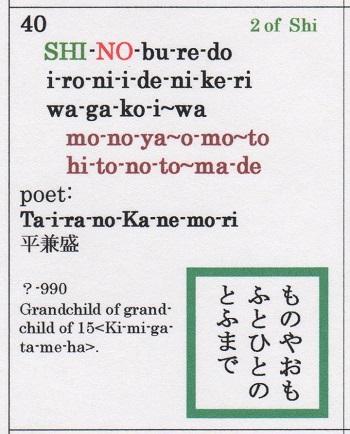 40
2 of Shi
SHI-NO-bu-re-do
i-ro-ni-i-de-ni-ke-ri
wa-ga-ko-i~wa
mo-no-ya~o-mo~to
hi-to-no-to~ma-de
poet:
Ta-i-ra-no-Ka-ne-mo-ri
平兼盛
?-990
Grandchild of grand-
child of 15<Ki-mi-ga-
ta-me-ha>.
ものやおも
ふとひとの
とふまで